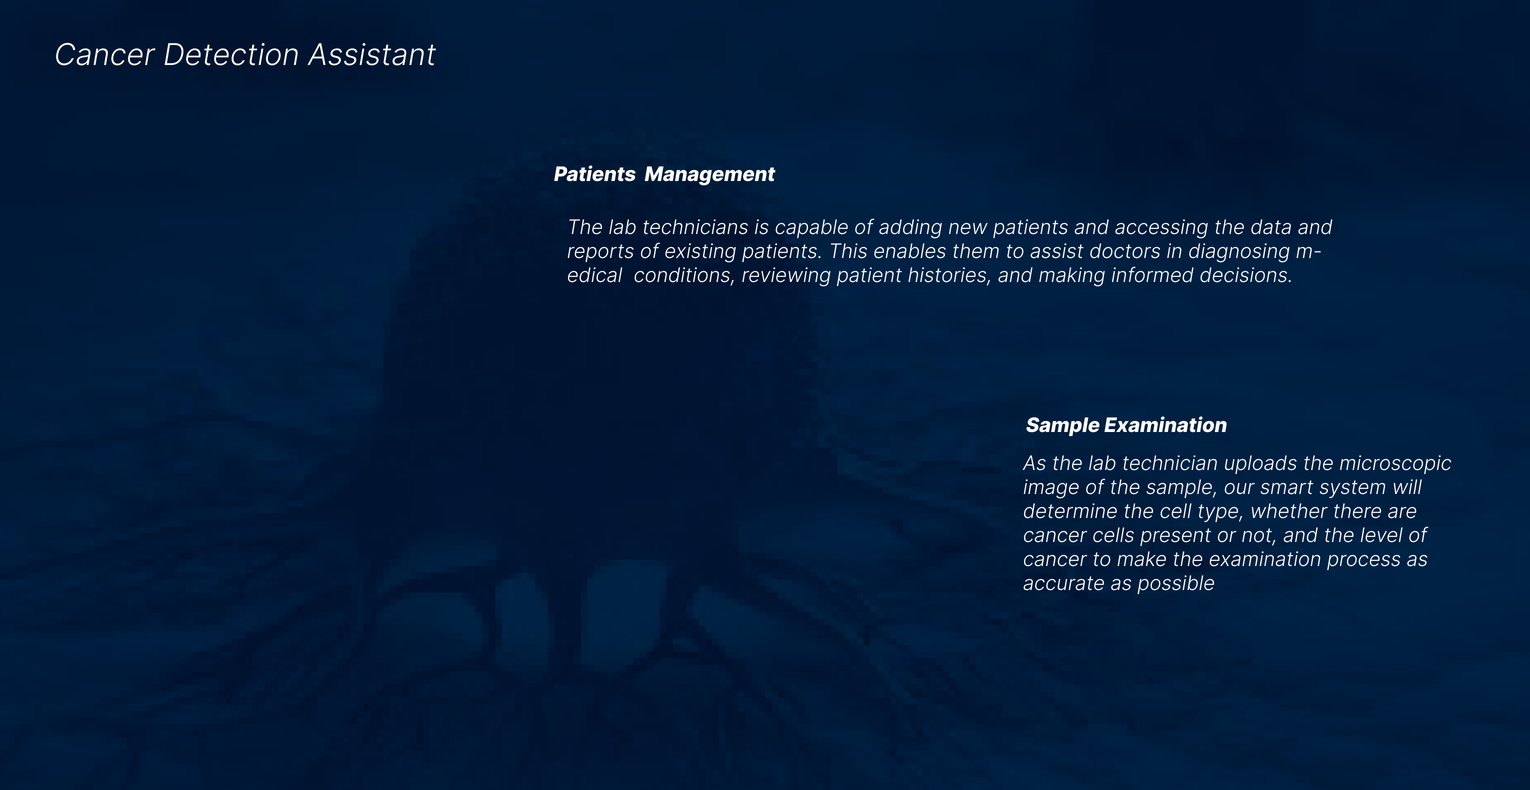 Cancer Detection Assistant
Patients Management
The lab technicians is capable of adding new patients and accessing the data and
reports of existing patients. This enables them to assist doctors in diagnosing m-
edical conditions, reviewing patient histories, and making informed decisions.
Sample Examination
As the lab technician uploads the microscopic
image of the sample, our smart system will
determine the cell type, whether there are
cancer cells present or not, and the level of
cancer to make the examination process as
accurate as possible